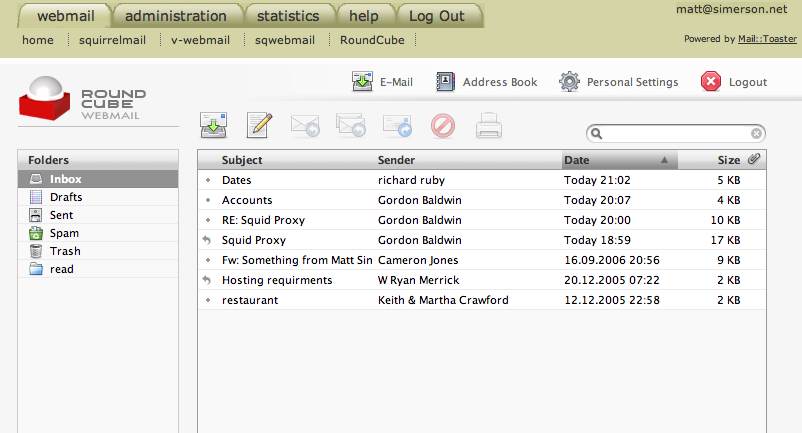 webmail administration statistics help Log Out matt@simerson.net
home squirrelmail v-webmail sqwebmail RoundCube Powered by Mail::Toaster
E-Mail Address Book Personal Settings Logout
ROUND
CUBE
WEBMAIL
Folders
Inbox
Drafts
Sent
Spam
Trash
read
Subject Sender Date Size
Dates richard ruby Today 21:02 5 KB
Accounts Gordon Baldwin Today 20:07 4 KB
RE: Squid Proxy Gordon Baldwin Today 20:00 10 KB
Squid Proxy Gordon Baldwin Today 18:59 17 KB
Fw: Something from Matt Sin Cameron Jones 16.09.2006 20:56 9 KB
Hosting requirments W Ryan Merrick 20.12.2005 07:22 2 KB
restaurant Keith & Martha Crawford 12.12.2005 22:58 2 KB